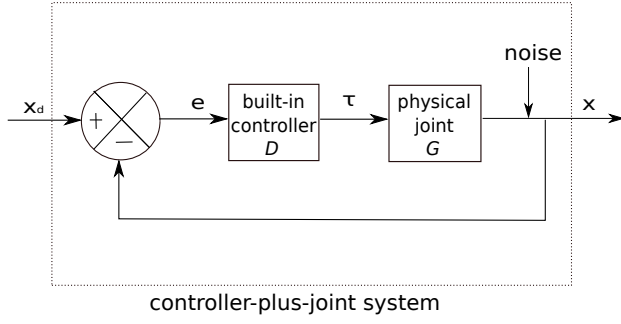 noise
x_d
+
−
e
built-in
controller
D
τ
physical
joint
G
x
controller-plus-joint system